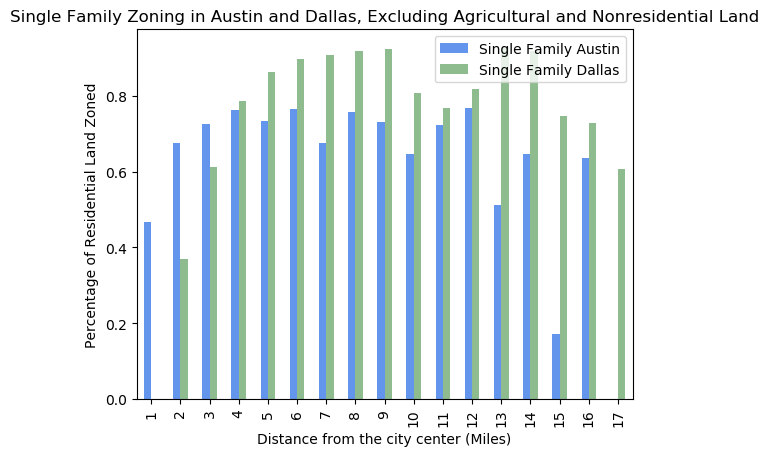 Single Family Zoning in Austin and Dallas, Excluding Agricultural and Nonresidential Land
Single Family Austin
Single Family Dallas
Percentage of Residential Land Zoned
0.8
0.6
0.4
0.2
0.0
1 2 3 4 5 6 7 8 9 10 11 12 13 14 15 16 17
Distance from the city center (Miles)